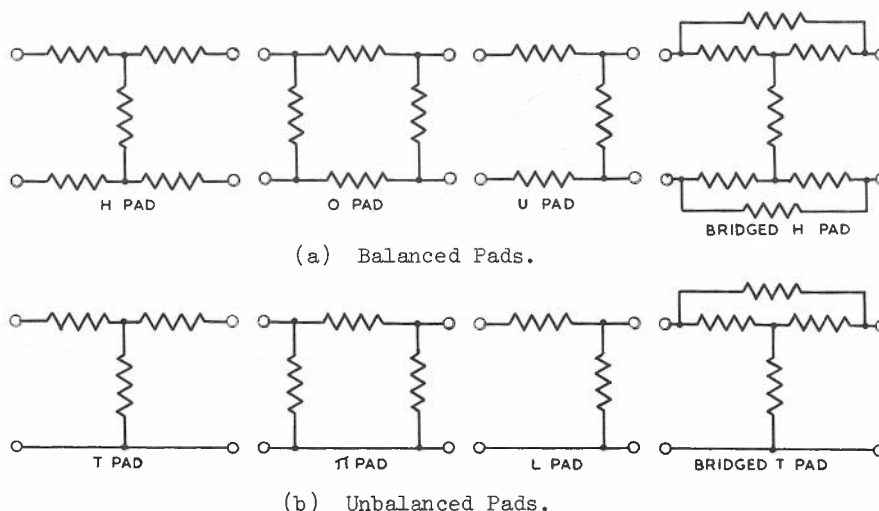 H PAD
O PAD
U PAD
BRIDGED H PAD
(a) Balanced Pads.
T PAD
π PAD
L PAD
BRIDGED T PAD
(b) Unbalanced Pads.